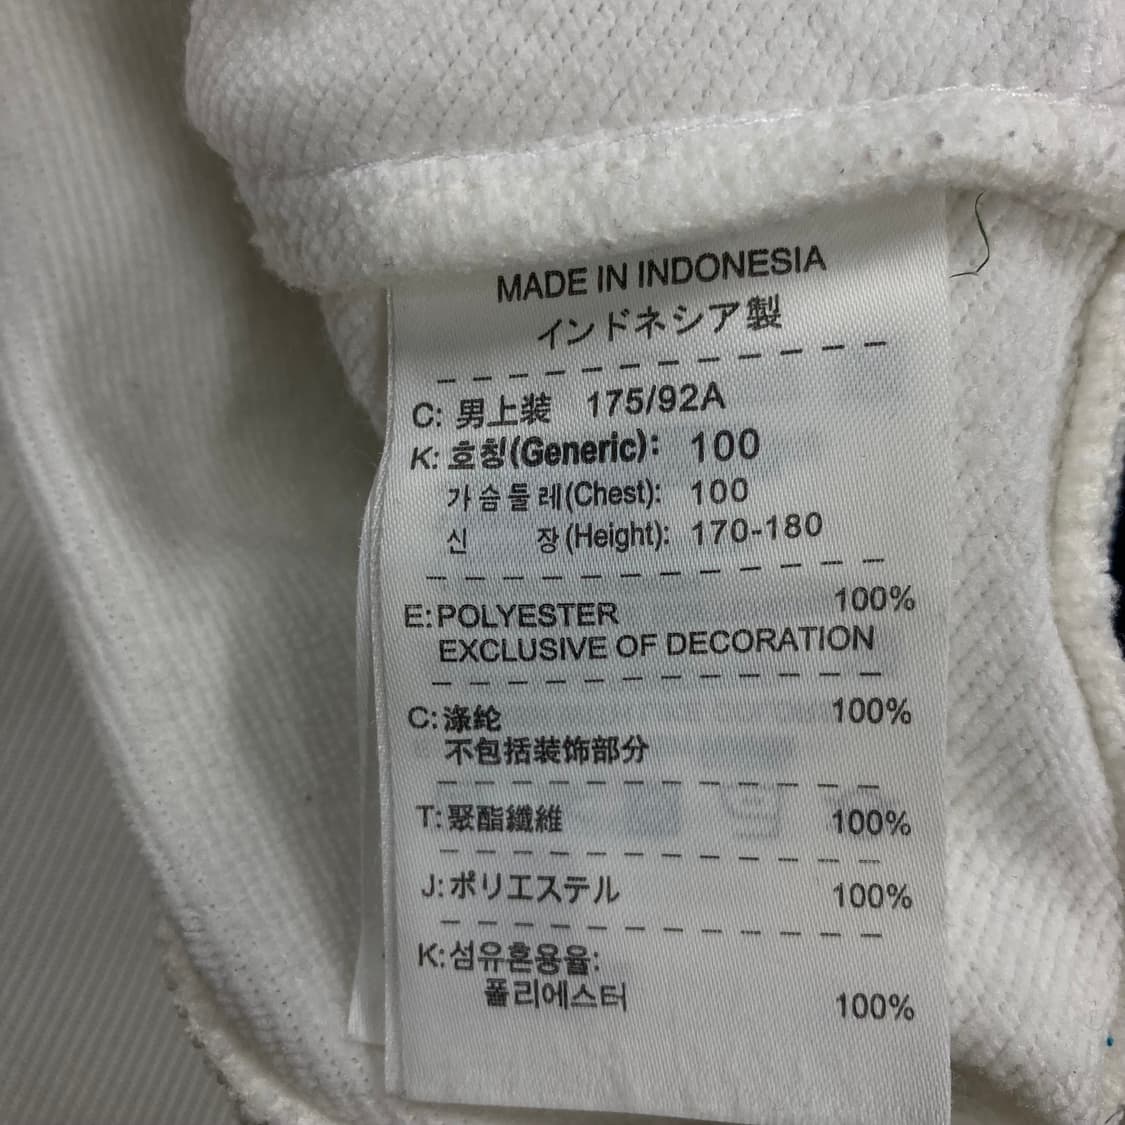 MADE IN INDONESIA
インドネシア製
C: 男上装 175/92A
K: 호칭(Generic): 100
가슴둘레(Chest): 100
신 장(Height): 170-180
E: POLYESTER 100%
EXCLUSIVE OF DECORATION
C: 涤纶 100%
不包括装饰部分
T: 聚酯纖維 100%
J: ポリエステル 100%
K: 섬유혼용율:
폴리에스터 100%